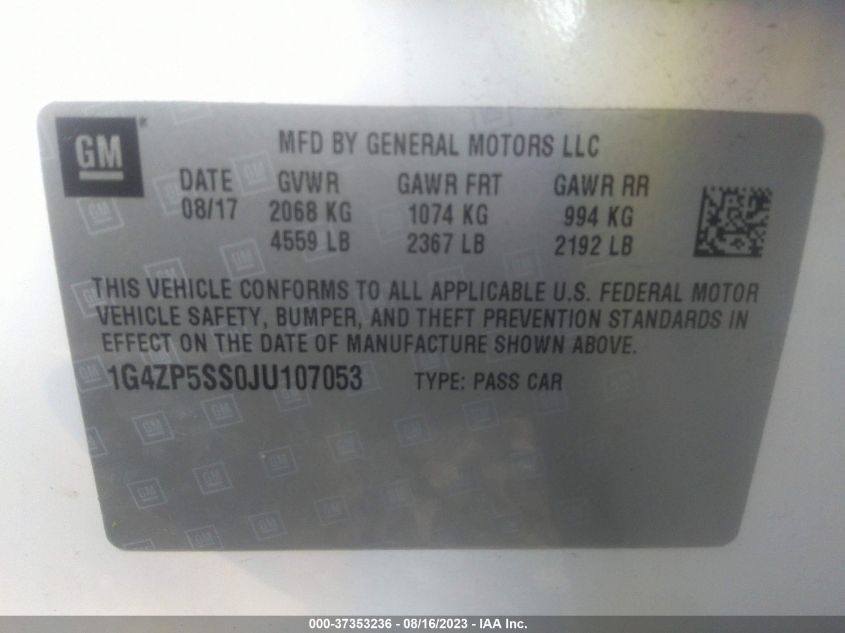 GM
MFD BY GENERAL MOTORS LLC
DATE GVWR GAWR FRT GAWR RR
08/17 2068 KG 1074 KG 994 KG
4559 LB 2367 LB 2192 LB
THIS VEHICLE CONFORMS TO ALL APPLICABLE U.S. FEDERAL MOTOR
VEHICLE SAFETY, BUMPER, AND THEFT PREVENTION STANDARDS IN
EFFECT ON THE DATE OF MANUFACTURE SHOWN ABOVE.
1G4ZP5SS0JU107053 TYPE: PASS CAR
000-37353236 - 08/16/2023 - IAA Inc.